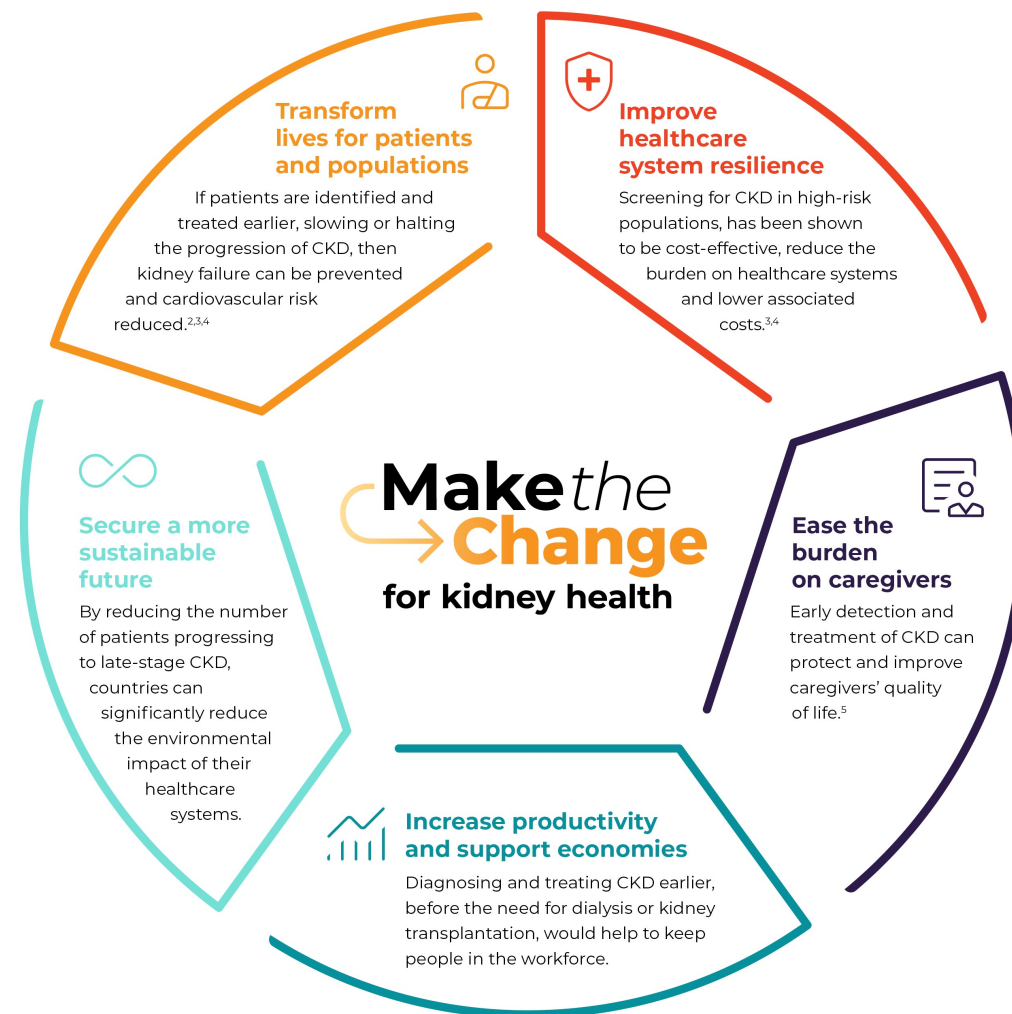 Transform
lives for patients
and populations
If patients are identified and
treated earlier, slowing or halting
the progression of CKD, then
kidney failure can be prevented
and cardiovascular risk
reduced.2,3,4
Improve
healthcare
system resilience
Screening for CKD in high-risk
populations, has been shown
to be cost-effective, reduce the
burden on healthcare systems
and lower associated
costs.3,4
Make the
Change
for kidney health
Secure a more
sustainable
future
By reducing the number
of patients progressing
to late-stage CKD,
countries can
significantly reduce
the environmental
impact of their
healthcare
systems.
Ease the
burden
on caregivers
Early detection and
treatment of CKD can
protect and improve
caregivers’ quality
of life.5
Increase productivity
and support economies
Diagnosing and treating CKD earlier,
before the need for dialysis or kidney
transplantation, would help to keep
people in the workforce.